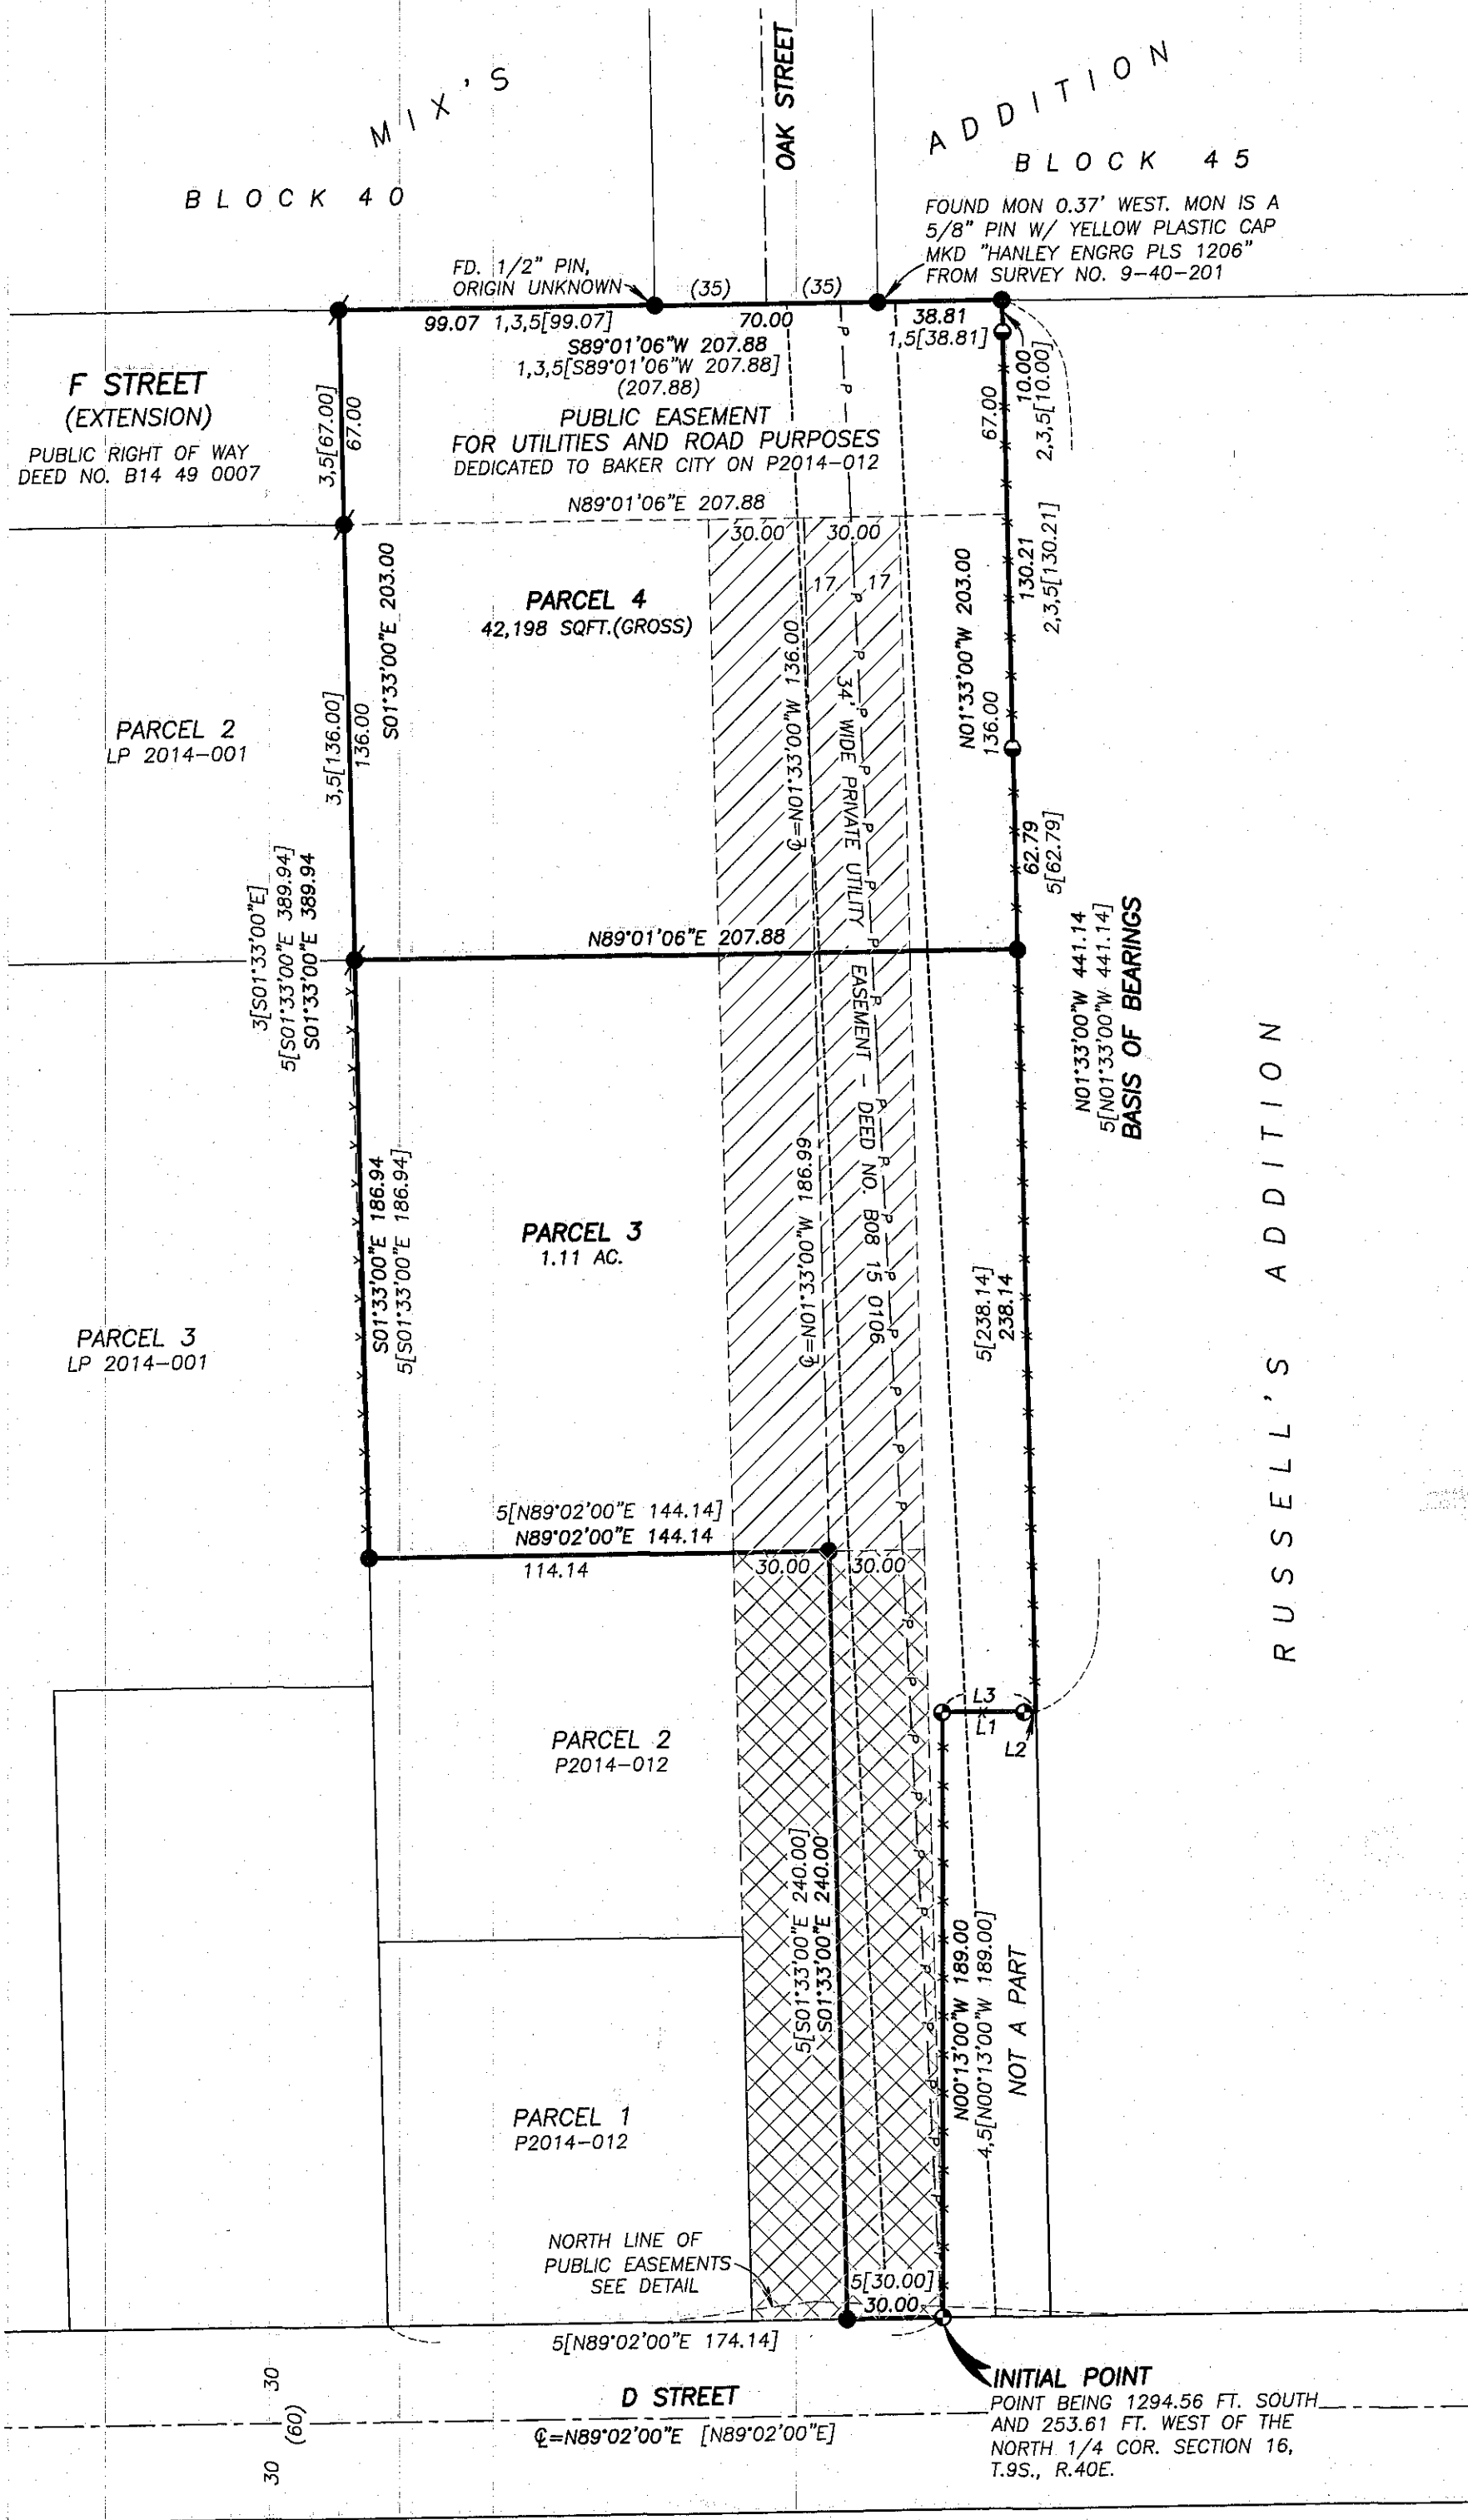 MIX'S
ADDITION
OAK STREET
BLOCK 40
BLOCK 45
FOUND MON 0.37' WEST. MON IS A
5/8" PIN W/ YELLOW PLASTIC CAP
MKD "HANLEY ENGRG PLS 1206"
FROM SURVEY NO. 9-40-201
FD. 1/2" PIN,
ORIGIN UNKNOWN
(35)
(35)
99.07 1,3,5[99.07]
70.00
38.81
1,5[38.81]
S89°01'06"W 207.88
1,3,5[S89°01'06"W 207.88]
(207.88)
10.00
2,3,5[10.00]
67.00
F STREET
(EXTENSION)
PUBLIC RIGHT OF WAY
DEED NO. B14 49 0007
3,5[67.00]
67.00
PUBLIC EASEMENT
FOR UTILITIES AND ROAD PURPOSES
DEDICATED TO BAKER CITY ON P2014-012
N89°01'06"E 207.88
30.00
30.00
17
17
130.21
2,3,5[130.21]
N01°33'00"W 203.00
136.00
S01°33'00"E 203.00
PARCEL 4
42,198 SQFT.(GROSS)
℄=N01°33'00"W 136.00
34' WIDE PRIVATE UTILITY EASEMENT - DEED NO. B08 15 0106
PARCEL 2
LP 2014-001
3,5[136.00]
136.00
62.79
5[62.79]
3[S01°33'00"E]
5[S01°33'00"E 389.94]
S01°33'00"E 389.94
N89°01'06"E 207.88
N01°33'00"W 441.14
5[N01°33'00"W 441.14]
BASIS OF BEARINGS
RUSSELL'S ADDITION
S01°33'00"E 186.94
5[S01°33'00"E 186.94]
PARCEL 3
1.11 AC.
℄=N01°33'00"W 186.99
5[238.14]
238.14
PARCEL 3
LP 2014-001
5[N89°02'00"E 144.14]
N89°02'00"E 144.14
114.14
30.00
30.00
L3
L1
L2
PARCEL 2
P2014-012
5[S01°33'00"E 240.00]
S01°33'00"E 240.00
N00°13'00"W 189.00
4,5[N00°13'00"W 189.00]
NOT A PART
PARCEL 1
P2014-012
NORTH LINE OF
PUBLIC EASEMENTS
SEE DETAIL
5[30.00]
30.00
5[N89°02'00"E 174.14]
INITIAL POINT
POINT BEING 1294.56 FT. SOUTH
AND 253.61 FT. WEST OF THE
NORTH 1/4 COR. SECTION 16,
T.9S., R.40E.
D STREET
℄=N89°02'00"E [N89°02'00"E]
30
(60)
30